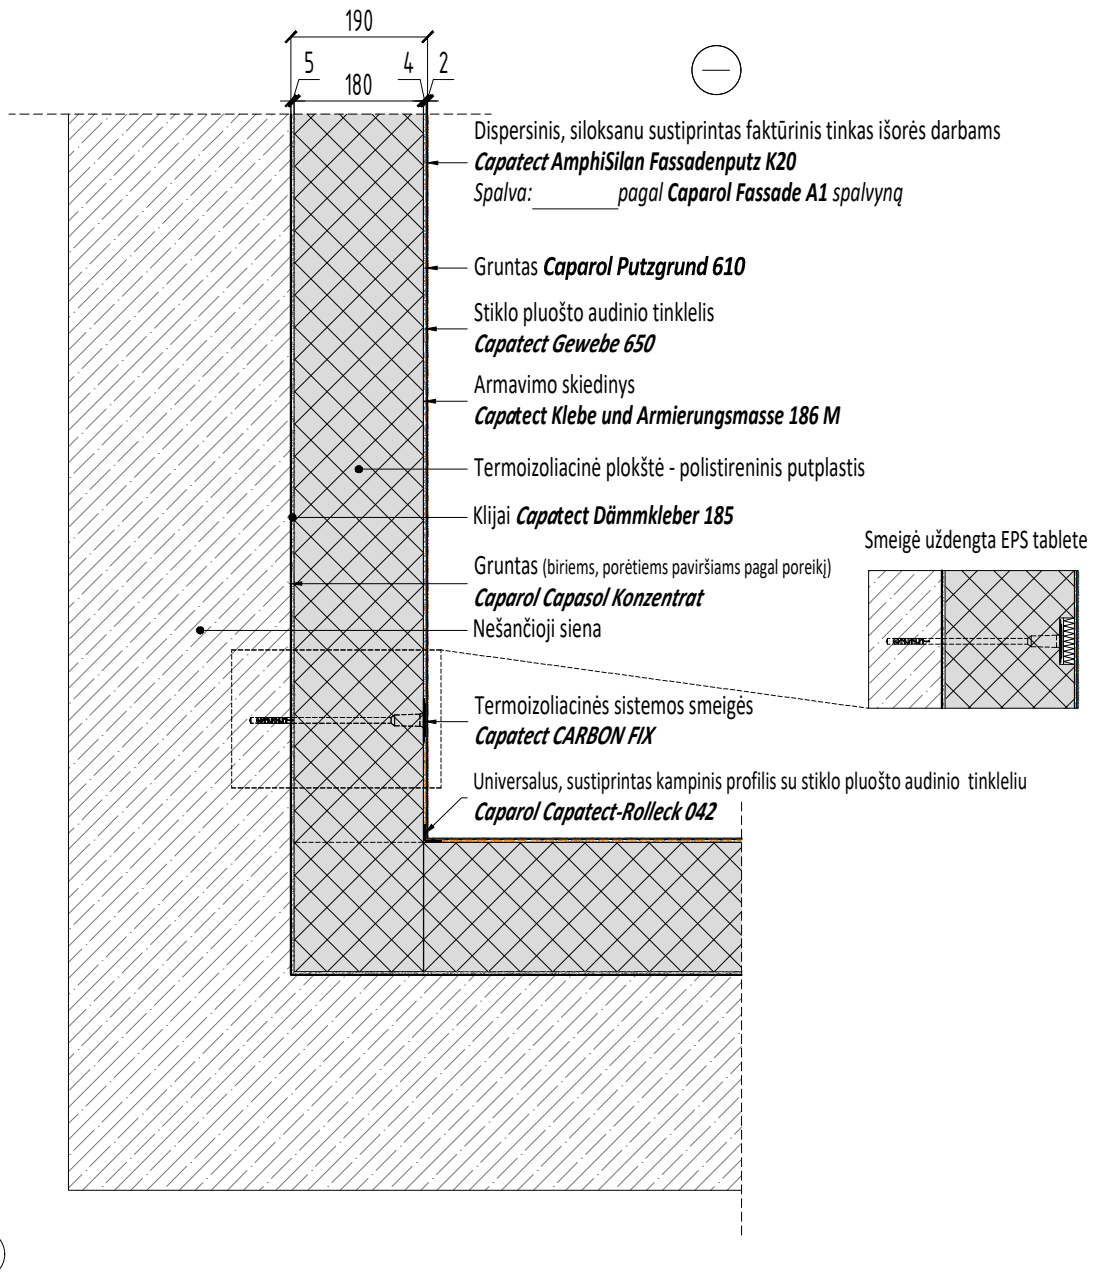 190
5 4 2
180
Dispersinis, siloksanu sustiprintas faktūrinis tinkas išorės darbams
Capatect AmphiSilan Fassadenputz K20
Spalva:________pagal Caparol Fassade A1 spalvyną
Gruntas Caparol Putzgrund 610
Stiklo pluošto audinio tinklelis
Capatect Gewebe 650
Armavimo skiedinys
Capatect Klebe und Armierungsmasse 186 M
Termoizoliacinė plokštė - polistireninis putplastis
Klijai Capatect Dämmkleber 185
Smeigė uždengta EPS tablete
Gruntas (biriems, porėtiems paviršiams pagal poreikį)
Caparol Capasol Konzentrat
Nešančioji siena
Termoizoliacinės sistemos smeigės
Capatect CARBON FIX
Universalus, sustiprintas kampinis profilis su stiklo pluošto audinio tinkleliu
Caparol Capatect-Rolleck 042